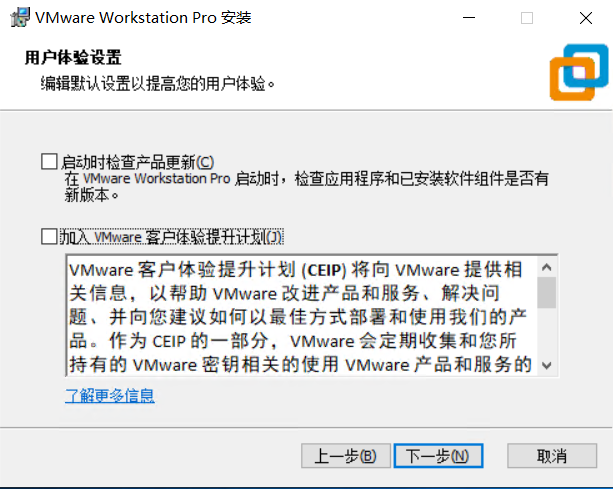 VMware Workstation Pro 安装
用户体验设置
编辑默认设置以提高您的用户体验。
启动时检查产品更新(C)
在 VMware Workstation Pro 启动时，检查应用程序和已安装软件组件是否有
新版本。
加入 VMware 客户体验提升计划(J)
VMware 客户体验提升计划 (CEIP) 将向 VMware 提供相
关信息，以帮助 VMware 改进产品和服务、解决问
题、并向您建议如何以最佳方式部署和使用我们的产
品。作为 CEIP 的一部分，VMware 会定期收集和您所
持有的 VMware 密钥相关的使用 VMware 产品和服务的
了解更多信息
上一步(B) 下一步(N) 取消